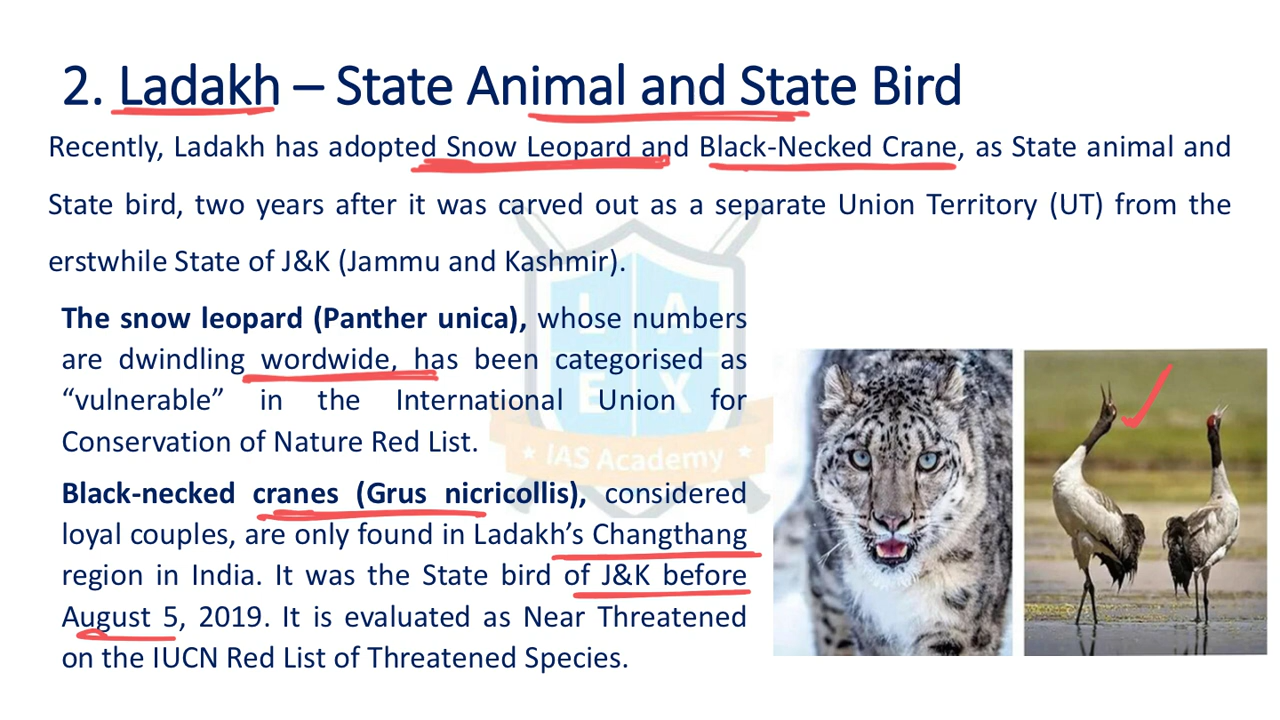 2. Ladakh – State Animal and State Bird
Recently, Ladakh has adopted Snow Leopard and Black-Necked Crane, as State animal and
State bird, two years after it was carved out as a separate Union Territory (UT) from the
erstwhile State of J&K (Jammu and Kashmir).
The snow leopard (Panther unica), whose numbers
are dwindling wordwide, has been categorised as
“vulnerable” in the International Union for
Conservation of Nature Red List.
Black-necked cranes (Grus nicricollis), considered
loyal couples, are only found in Ladakh’s Changthang
region in India. It was the State bird of J&K before
August 5, 2019. It is evaluated as Near Threatened
on the IUCN Red List of Threatened Species.
L A
E X
IAS Academy